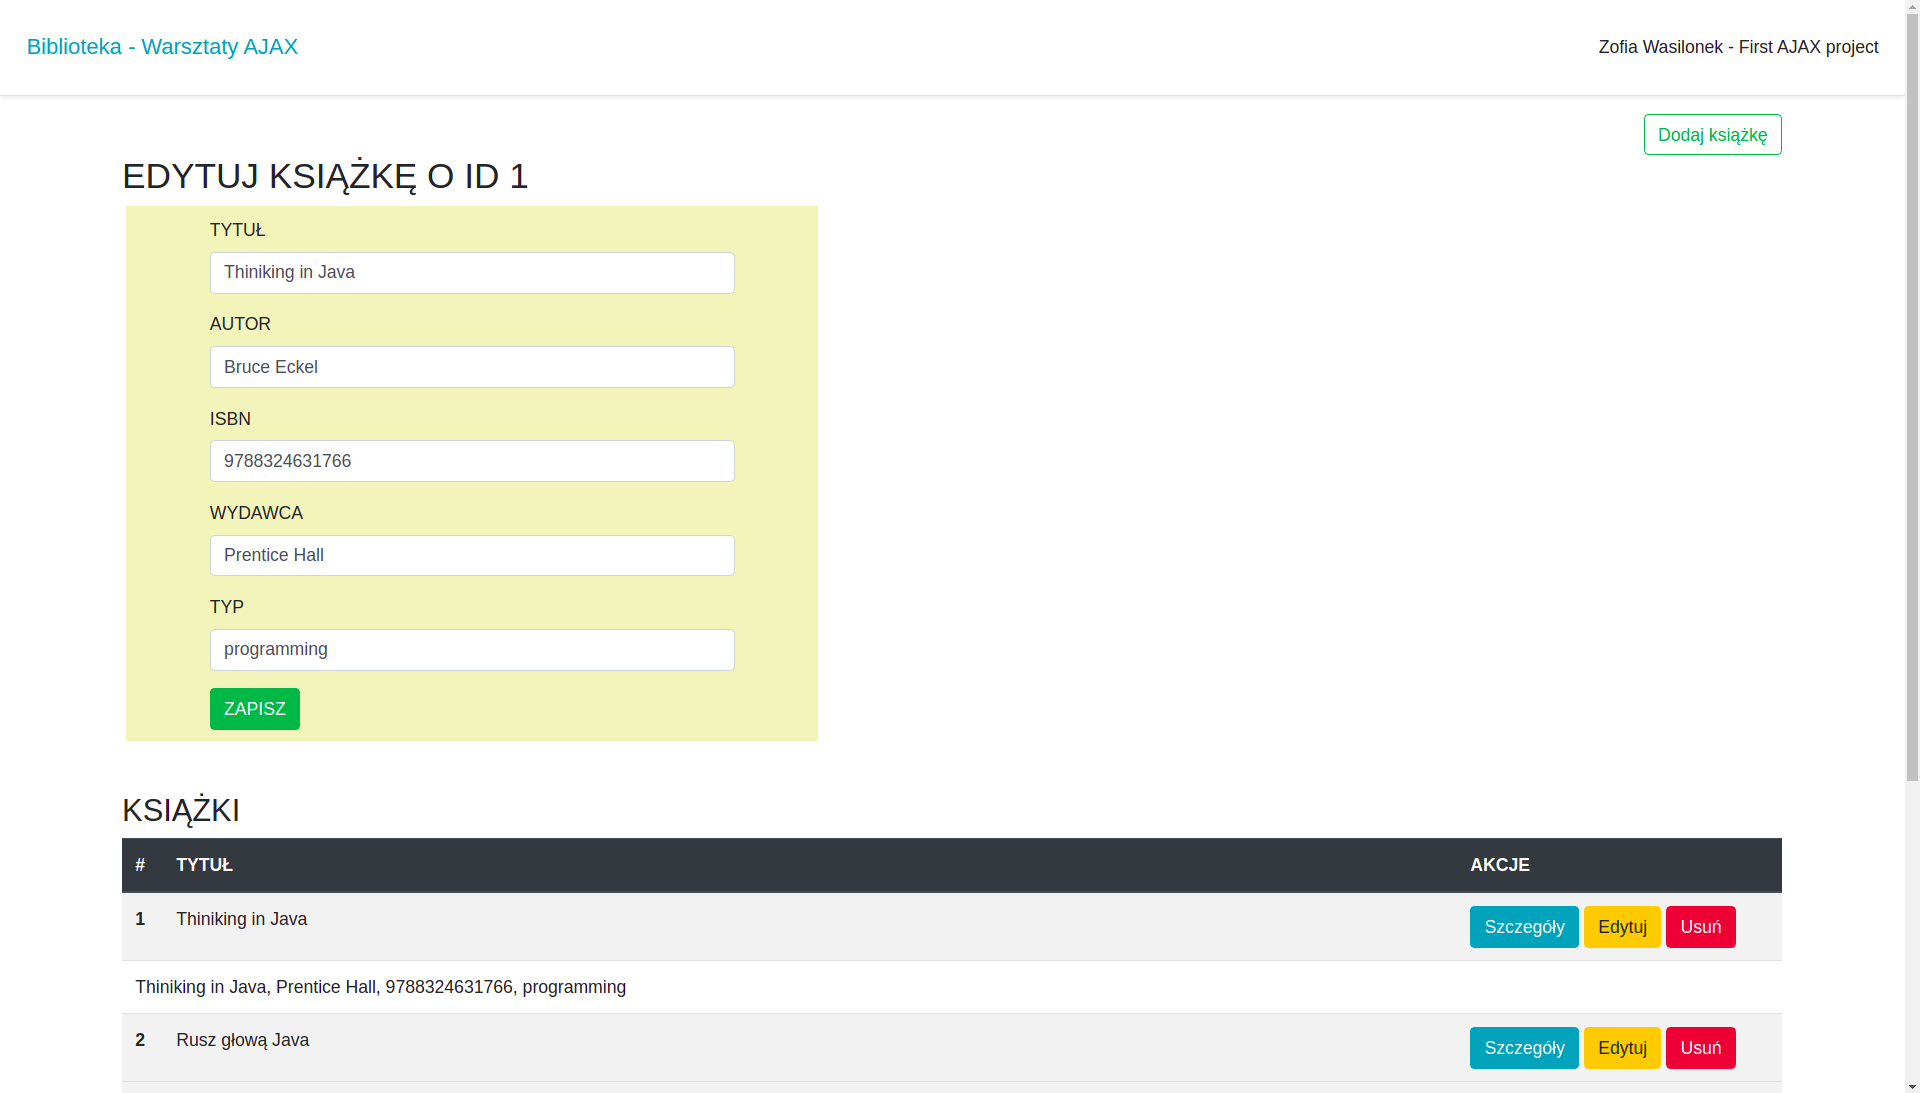 Biblioteka - Warsztaty AJAX
Zofia Wasilonek - First AJAX project
Dodaj książkę
EDYTUJ KSIĄŻKĘ O ID 1
TYTUŁ
Thiniking in Java
AUTOR
Bruce Eckel
ISBN
9788324631766
WYDAWCA
Prentice Hall
TYP
programming
ZAPISZ
KSIĄŻKI
# TYTUŁ AKCJE
1 Thiniking in Java Szczegóły Edytuj Usuń
Thiniking in Java, Prentice Hall, 9788324631766, programming
2 Rusz głową Java Szczegóły Edytuj Usuń